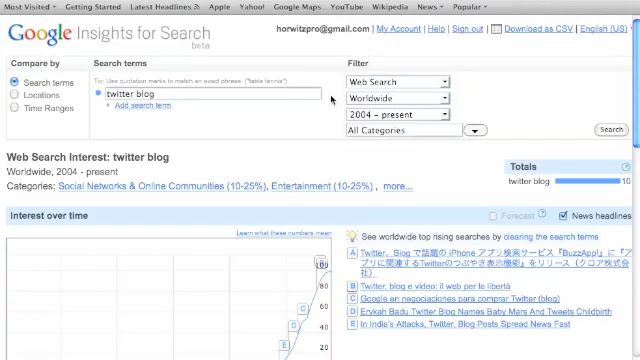 Most Visited Getting Started Latest Headlines Apple Yahoo! Google Maps YouTube Wikipedia News Popular
Google Insights for Search beta
horwitzpro@gmail.com | My Account | Help | Sign out | Download as CSV | English (US)
Compare by
Search terms
Locations
Time Ranges
Search terms
Tip: Use quotation marks to match an exact phrase. ("table tennis")
twitter blog
+ Add search term
Filter
Web Search
Worldwide
2004 - present
All Categories
Search
Web Search Interest: twitter blog
Worldwide, 2004 - present
Categories: Social Networks & Online Communities (10-25%), Entertainment (10-25%) , more...
Totals ?
twitter blog 10
Interest over time
Forecast ? News headlines
Learn what these numbers mean
100
80
60
40
20
D
C
E
See worldwide top rising searches by clearing the search terms
A Twitter、Blog で話題の iPhone アプリ検索サービス『BuzzApp!』に『ア
プリに関連するTwitterのつぶやき表示機能』をリリース（クロア株式会
社）
B Twitter, blog e video: il web per le libertà
C Google en negociaciones para comprar Twitter (blog)
D Erykah Badu Twitter Blog Names Baby Mars And Tweets Childbirth
E In India's Attacks, Twitter, Blog Posts Spread News Fast